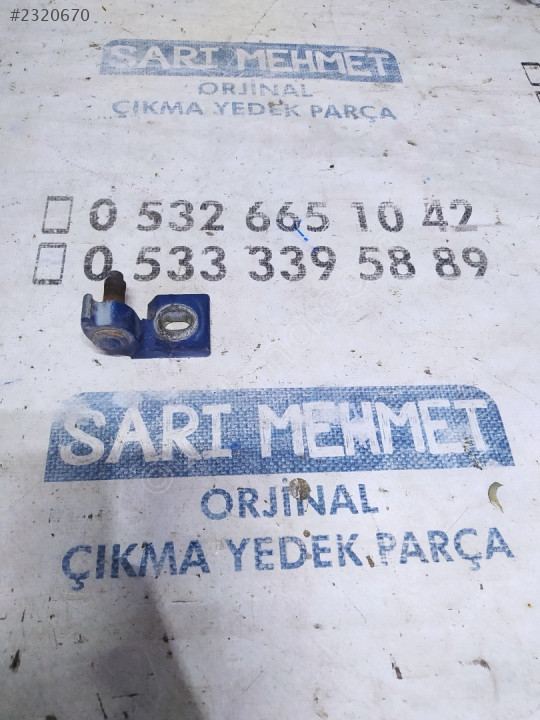 #2320670
SARI MEHMET
ORJİNAL
ÇIKMA YEDEK PARÇA
0 532 665 10 42
0 533 339 58 89
SARI MEHMET
ORJİNAL
ÇIKMA YEDEK PARÇA